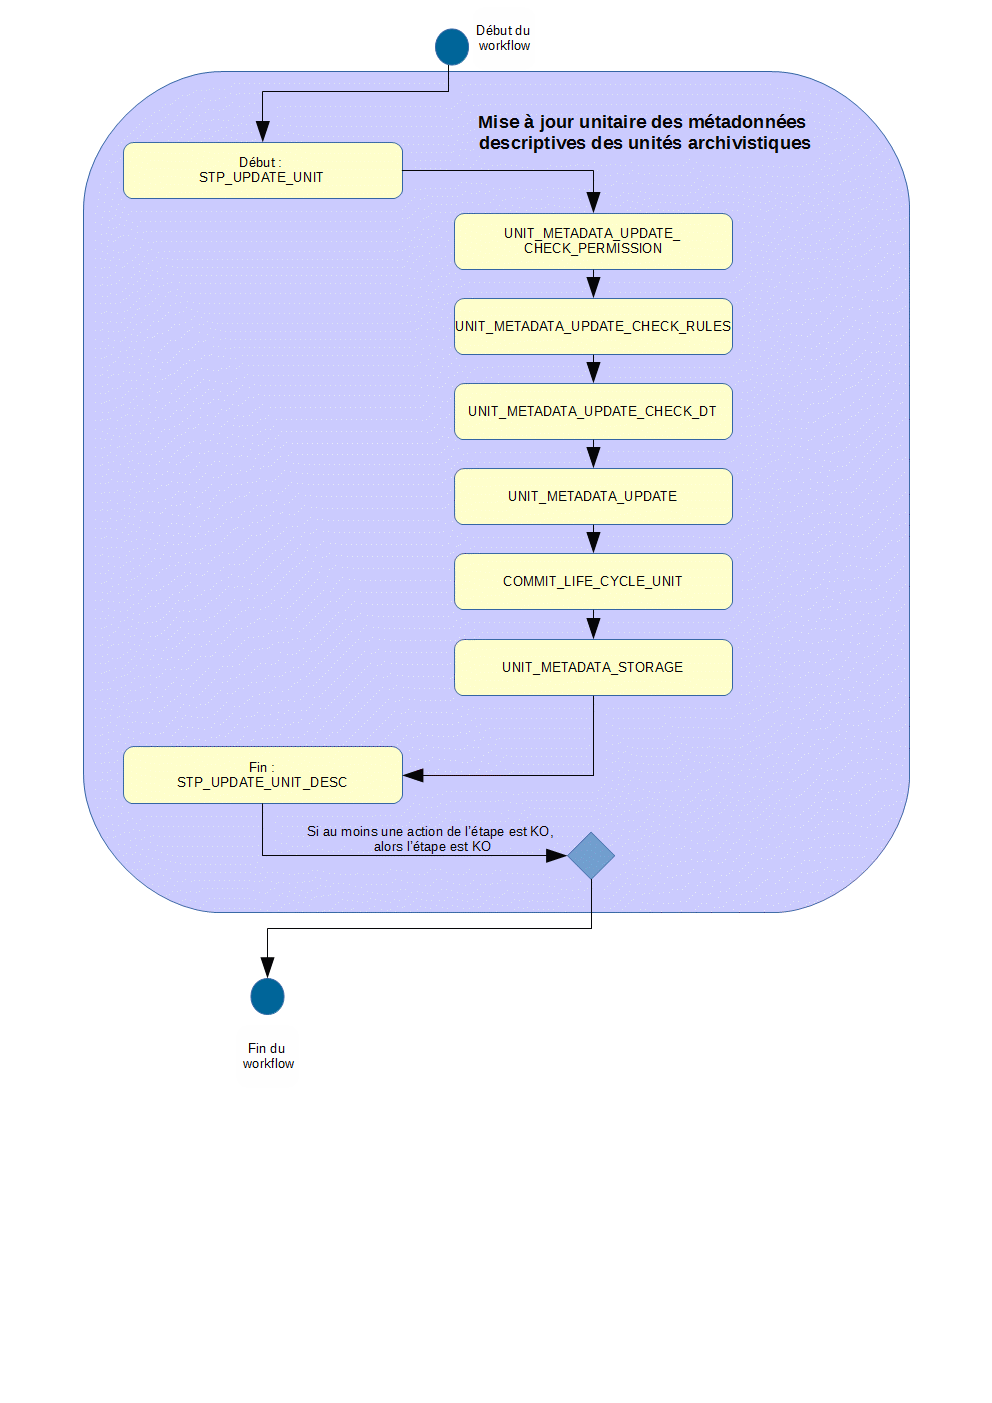 Début du
workflow
Mise à jour unitaire des métadonnées
descriptives des unités archivistiques
Début :
STP_UPDATE_UNIT
UNIT_METADATA_UPDATE_
CHECK_PERMISSION
UNIT_METADATA_UPDATE_CHECK_RULES
UNIT_METADATA_UPDATE_CHECK_DT
UNIT_METADATA_UPDATE
COMMIT_LIFE_CYCLE_UNIT
UNIT_METADATA_STORAGE
Fin :
STP_UPDATE_UNIT_DESC
Si au moins une action de l’étape est KO,
alors l’étape est KO
Fin du
workflow